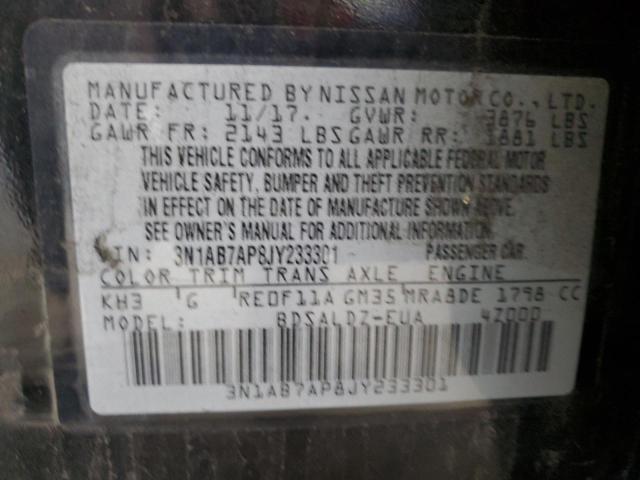 MANUFACTURED BY NISSAN MOTOR CO., LTD.
DATE: 11/17. GVWR: 3876 LBS
GAWR FR: 2143 LBS GAWR RR: 1881 LBS
THIS VEHICLE CONFORMS TO ALL APPLICABLE FEDERAL MOTOR
VEHICLE SAFETY, BUMPER AND THEFT PREVENTION STANDARDS
IN EFFECT ON THE DATE OF MANUFACTURE SHOWN ABOVE.
SEE OWNER'S MANUAL FOR ADDITIONAL INFORMATION.
VIN: 3N1AB7AP8JY233301 PASSENGER CAR
COLOR TRIM TRANS AXLE ENGINE
KH3 G RE0F11A GM35 MRA8DE 1798 CC
MODEL: BDSALDZ-EUA 4Z000
3N1AB7AP8JY233301